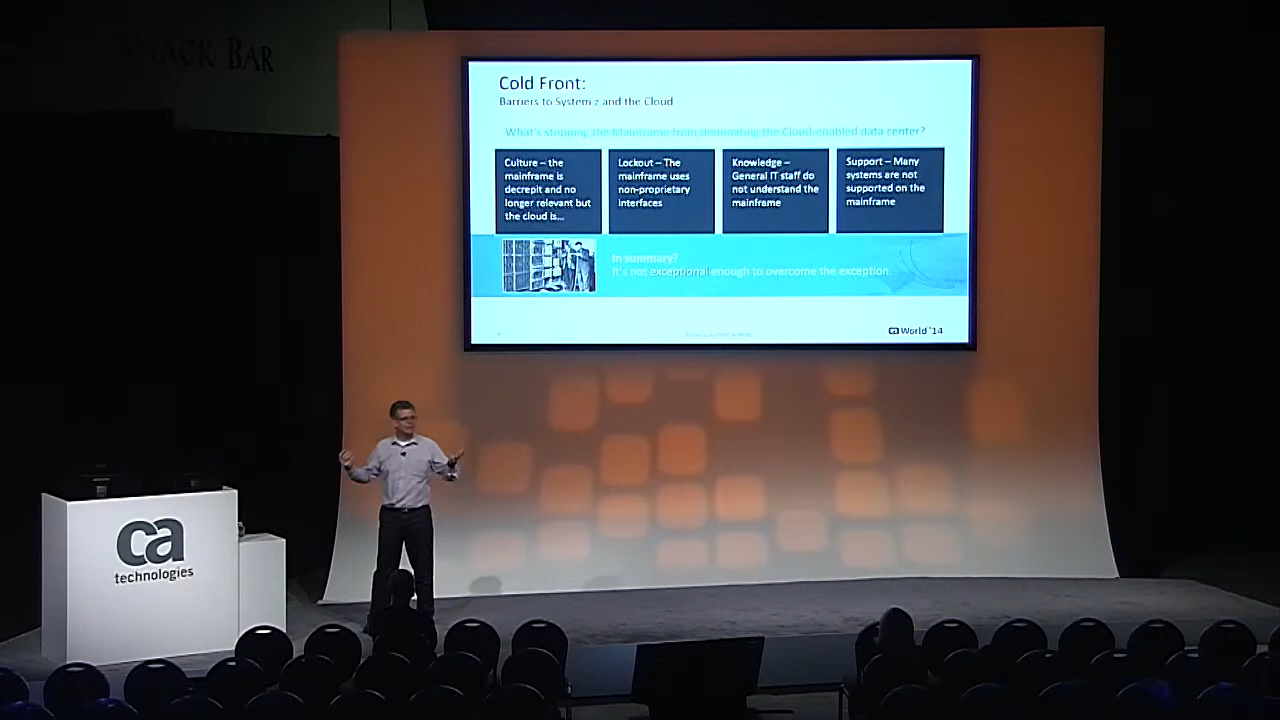 BAR
Cold Front:
Barriers to System z and the Cloud
What's stopping the Mainframe from dominating the Cloud-enabled data center?
Culture – the
mainframe is
decrepit and no
longer relevant but
the cloud is...
Lockout – The
mainframe uses
non-proprietary
interfaces
Knowledge –
General IT staff do
not understand the
mainframe
Support – Many
systems are not
supported on the
mainframe
In summary?
It's not exceptional enough to overcome the exception.
ca World '14
ca
technologies